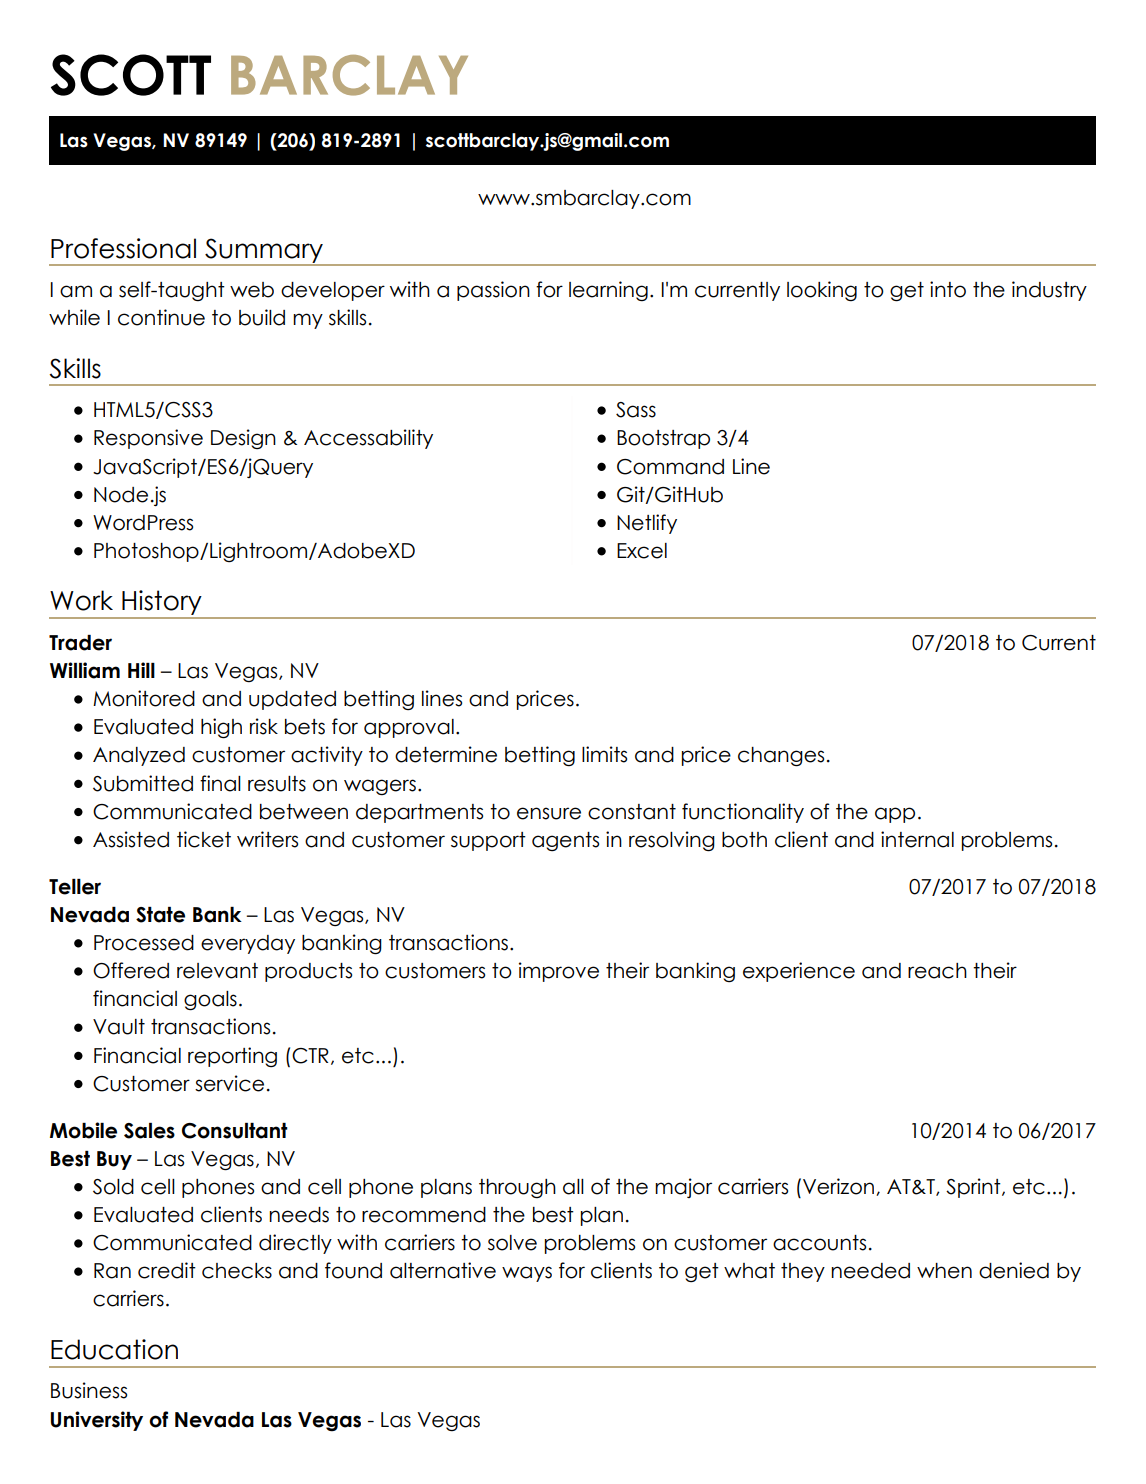 SCOTT BARCLAY
Las Vegas, NV 89149 | (206) 819-2891 | scottbarclay.js@gmail.com
www.smbarclay.com
Professional Summary
I am a self-taught web developer with a passion for learning. I'm currently looking to get into the industry
while I continue to build my skills.
Skills
• HTML5/CSS3
• Responsive Design & Accessability
• JavaScript/ES6/jQuery
• Node.js
• WordPress
• Photoshop/Lightroom/AdobeXD
• Sass
• Bootstrap 3/4
• Command Line
• Git/GitHub
• Netlify
• Excel
Work History
Trader 07/2018 to Current
William Hill – Las Vegas, NV
• Monitored and updated betting lines and prices.
• Evaluated high risk bets for approval.
• Analyzed customer activity to determine betting limits and price changes.
• Submitted final results on wagers.
• Communicated between departments to ensure constant functionality of the app.
• Assisted ticket writers and customer support agents in resolving both client and internal problems.
Teller 07/2017 to 07/2018
Nevada State Bank – Las Vegas, NV
• Processed everyday banking transactions.
• Offered relevant products to customers to improve their banking experience and reach their
financial goals.
• Vault transactions.
• Financial reporting (CTR, etc...).
• Customer service.
Mobile Sales Consultant 10/2014 to 06/2017
Best Buy – Las Vegas, NV
• Sold cell phones and cell phone plans through all of the major carriers (Verizon, AT&T, Sprint, etc...).
• Evaluated clients needs to recommend the best plan.
• Communicated directly with carriers to solve problems on customer accounts.
• Ran credit checks and found alternative ways for clients to get what they needed when denied by
carriers.
Education
Business
University of Nevada Las Vegas - Las Vegas